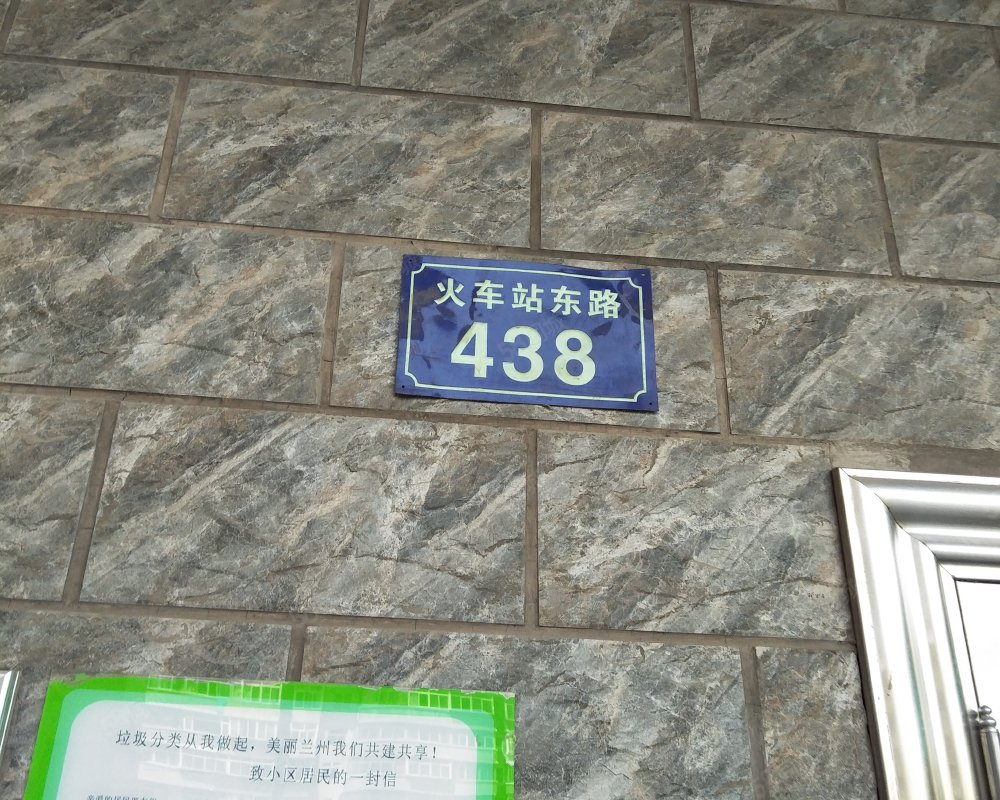 火车站东路
438
垃圾分类从我做起，美丽兰州我们共建共享！
致小区居民的一封信